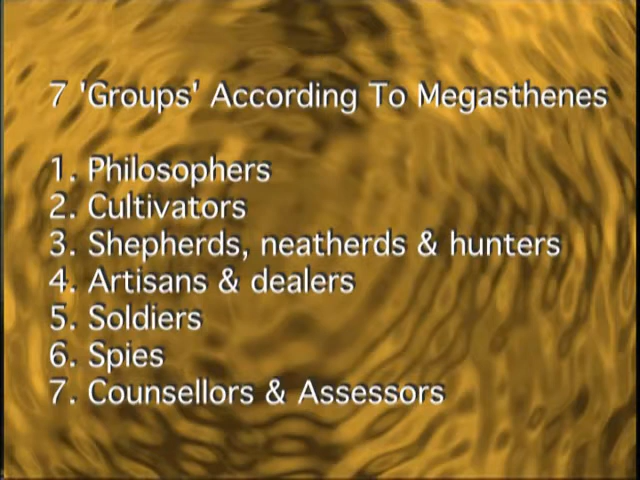 7 'Groups' According To Megasthenes
1. Philosophers
2. Cultivators
3. Shepherds, neatherds & hunters
4. Artisans & dealers
5. Soldiers
6. Spies
7. Counsellors & Assessors